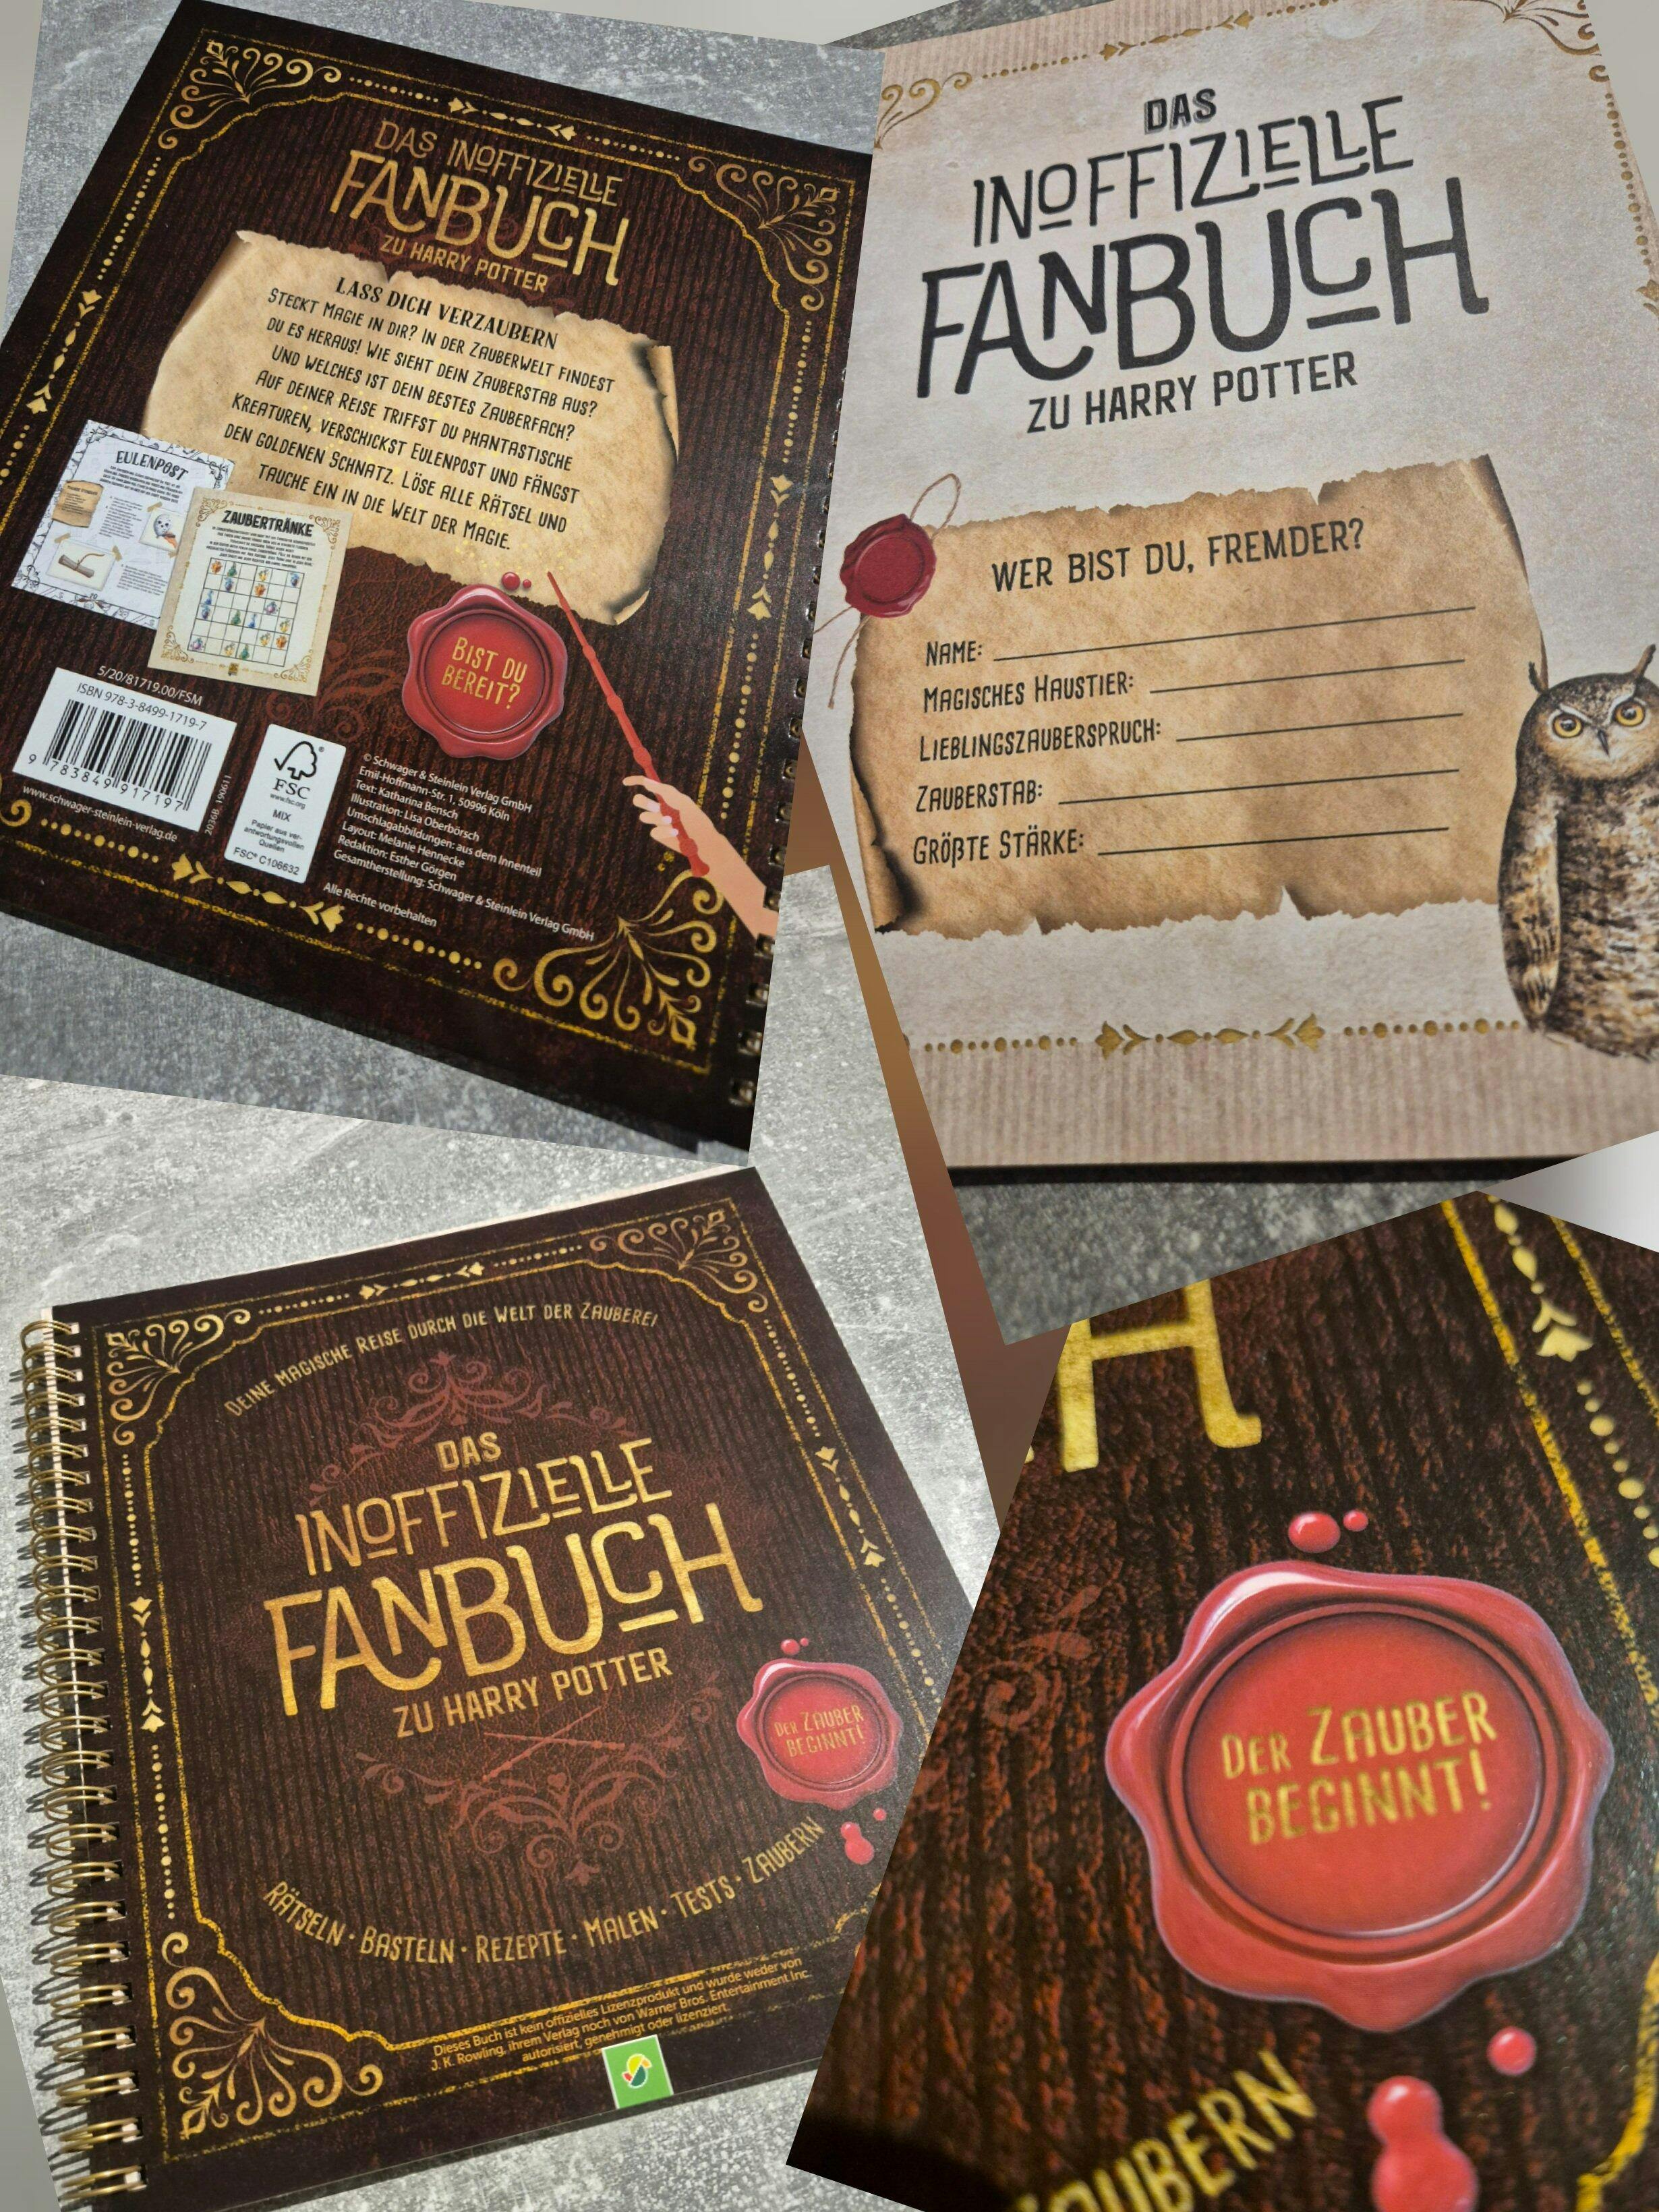 DAS INOFFIZIELLE
FANBUCH
ZU HARRY POTTER
LASS DICH VERZAUBERN
STECKT MAGIE IN DIR? IN DER ZAUBERWELT FINDEST
DU ES HERAUS! WIE SIEHT DEIN ZAUBERSTAB AUS?
UND WELCHES IST DEIN BESTES ZAUBERFACH?
AUF DEINER REISE TRIFFST DU PHANTASTISCHE
KREATUREN, VERSCHICKST EULENPOST UND FÄNGST
DEN GOLDENEN SCHNATZ. LÖSE ALLE RÄTSEL UND
TAUCHE EIN IN DIE WELT DER MAGIE.
EULENPOST
ZAUBERTRÄNKE
BIST DU
BEREIT?
5/20/81719.00/FSM
ISBN 978-3-8499-1719-7
9 783849 917197
www.schwager-steinlein-verlag.de
20368_190611
FSC®
www.fsc.org
MIX
Papier aus ver-
antwortungsvollen
Quellen
FSC® C106632
© Schwager & Steinlein Verlag GmbH
Emil-Hoffmann-Str. 1, 50996 Köln
Text: Katharina Bensch
Illustration: Lisa Oberbörsch
Umschlagabbildungen: aus dem Innenteil
Layout: Melanie Hennecke
Redaktion: Esther Görgen
Gesamtherstellung: Schwager & Steinlein Verlag GmbH
Alle Rechte vorbehalten
DAS
INOFFIZIELLE
FANBUCH
ZU HARRY POTTER
WER BIST DU, FREMDER?
NAME:
MAGISCHES HAUSTIER:
LIEBLINGSZAUBERSPRUCH:
ZAUBERSTAB:
GRÖßTE STÄRKE:
DEINE MAGISCHE REISE DURCH DIE WELT DER ZAUBEREI
DAS
INOFFIZIELLE
FANBUCH
ZU HARRY POTTER
DER ZAUBER
BEGINNT!
RÄTSELN · BASTELN · REZEPTE · MALEN · TESTS · ZAUBERN
Dieses Buch ist kein offizielles Lizenzprodukt und wurde weder von
J. K. Rowling, ihrem Verlag noch von Warner Bros. Entertainment Inc.
autorisiert, genehmigt oder lizenziert.
H
DER ZAUBER
BEGINNT!
AUBERN